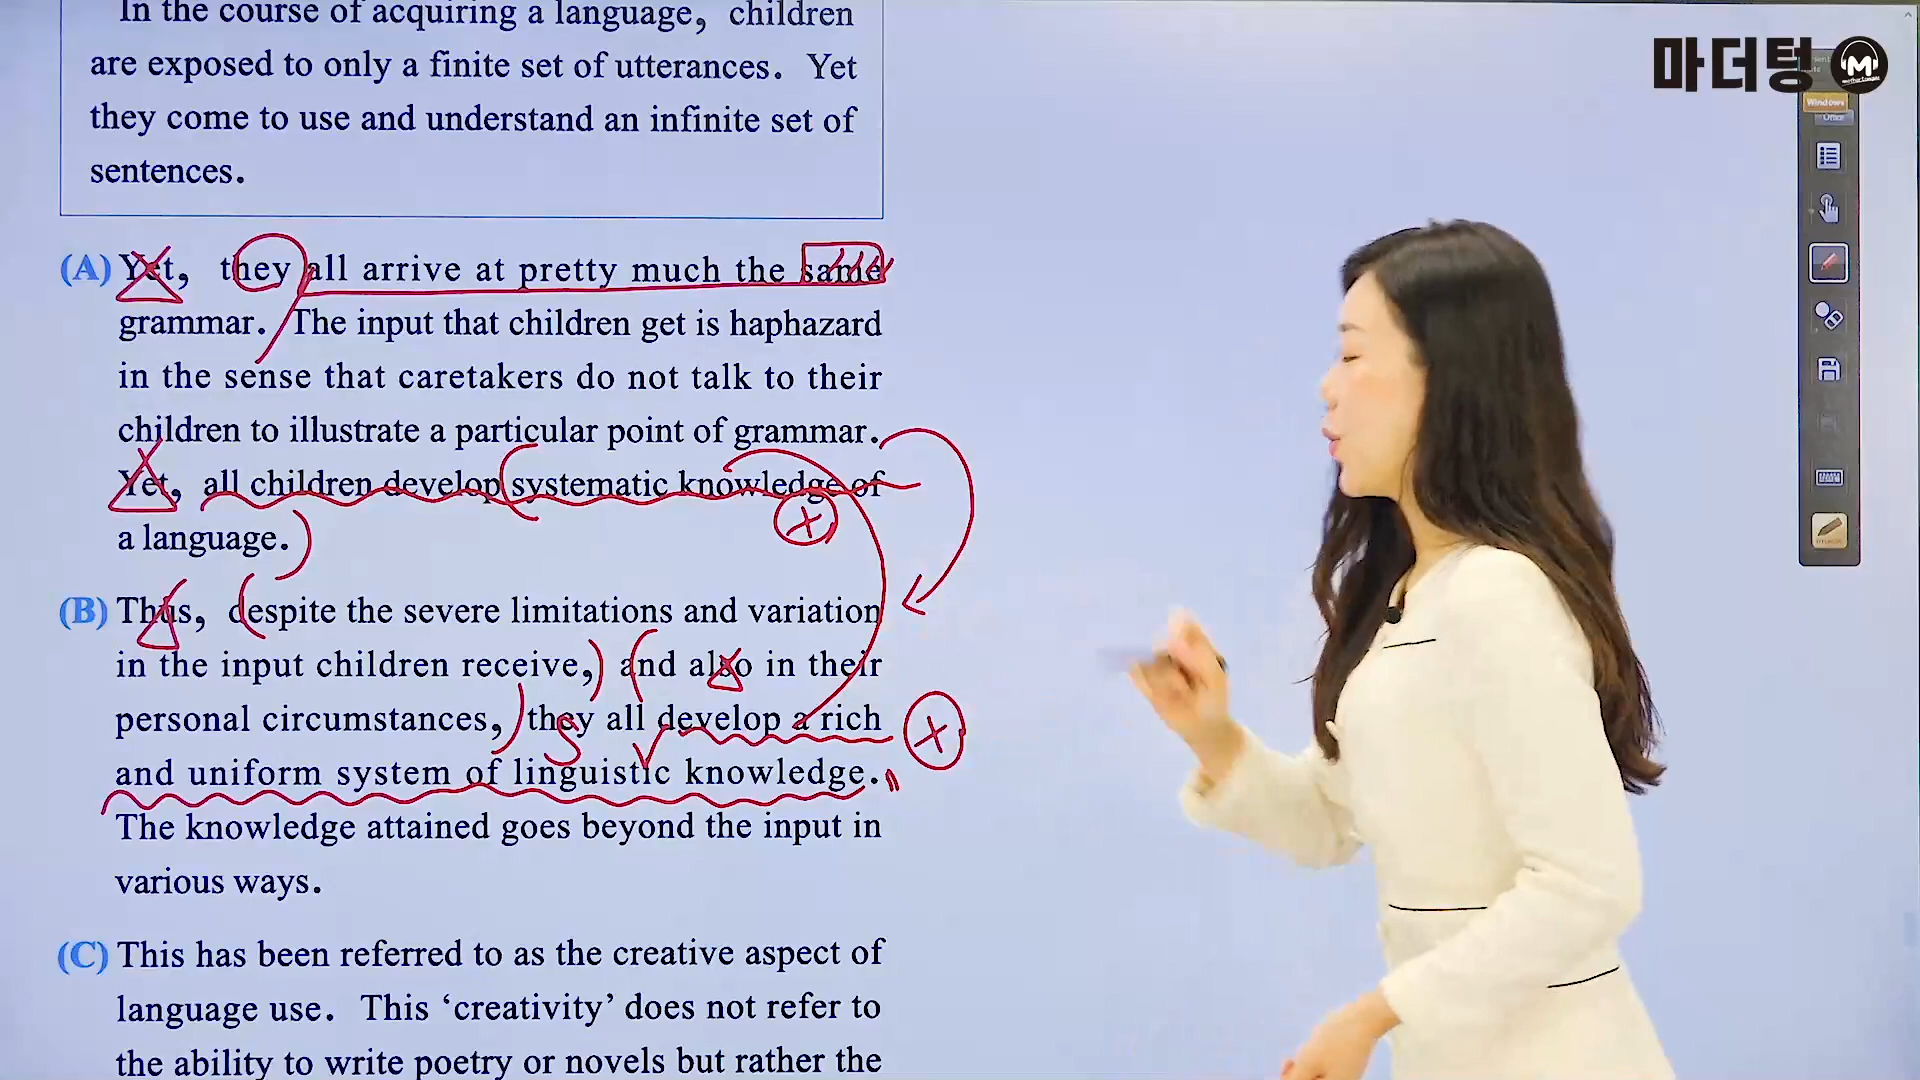 In the course of acquiring a language, children
are exposed to only a finite set of utterances. Yet
they come to use and understand an infinite set of
sentences.
(A) Yet, they all arrive at pretty much the same
grammar. The input that children get is haphazard
in the sense that caretakers do not talk to their
children to illustrate a particular point of grammar.
Yet, all children develop systematic knowledge of
a language.
(B) Thus, despite the severe limitations and variation
in the input children receive, and also in their
personal circumstances, they all develop a rich
and uniform system of linguistic knowledge.
The knowledge attained goes beyond the input in
various ways.
(C) This has been referred to as the creative aspect of
language use. This ‘creativity’ does not refer to
the ability to write poetry or novels but rather the
S
V
마더텅 M
Windows
Office